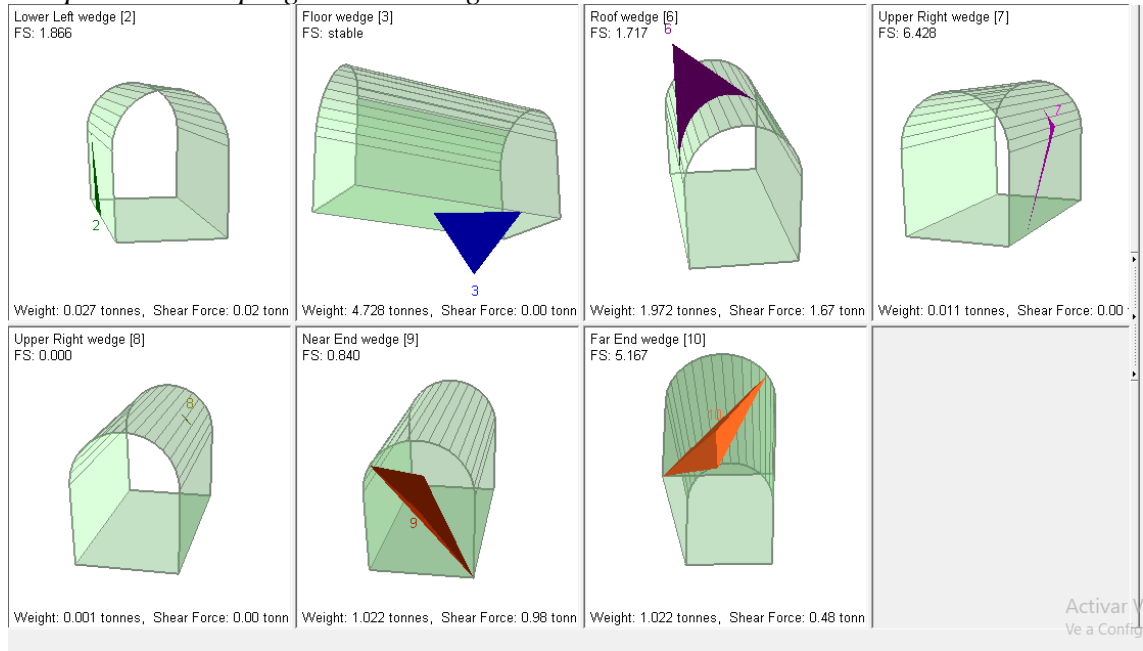 Lower Left wedge [2]
FS: 1.866
2
Weight: 0.027 tonnes, Shear Force: 0.02 tonn
Floor wedge [3]
FS: stable
3
Weight: 4.728 tonnes, Shear Force: 0.00 tonn
Roof wedge [6]
FS: 1.717
6
Weight: 1.972 tonnes, Shear Force: 1.67 tonn
Upper Right wedge [7]
FS: 6.428
7
Weight: 0.011 tonnes, Shear Force: 0.00
Upper Right wedge [8]
FS: 0.000
8
Weight: 0.001 tonnes, Shear Force: 0.00 tonn
Near End wedge [9]
FS: 0.840
9
Weight: 1.022 tonnes, Shear Force: 0.98 tonn
Far End wedge [10]
FS: 5.167
10
Weight: 1.022 tonnes, Shear Force: 0.48 tonn
Activar
Ve a Config